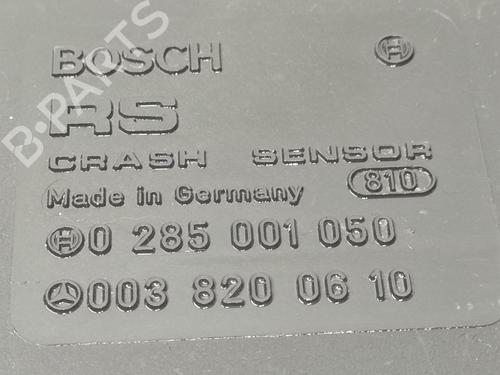 BOSCH
RS
CRASH SENSOR
Made in Germany 810
0 285 001 050
003 820 06 10
B-PARTS